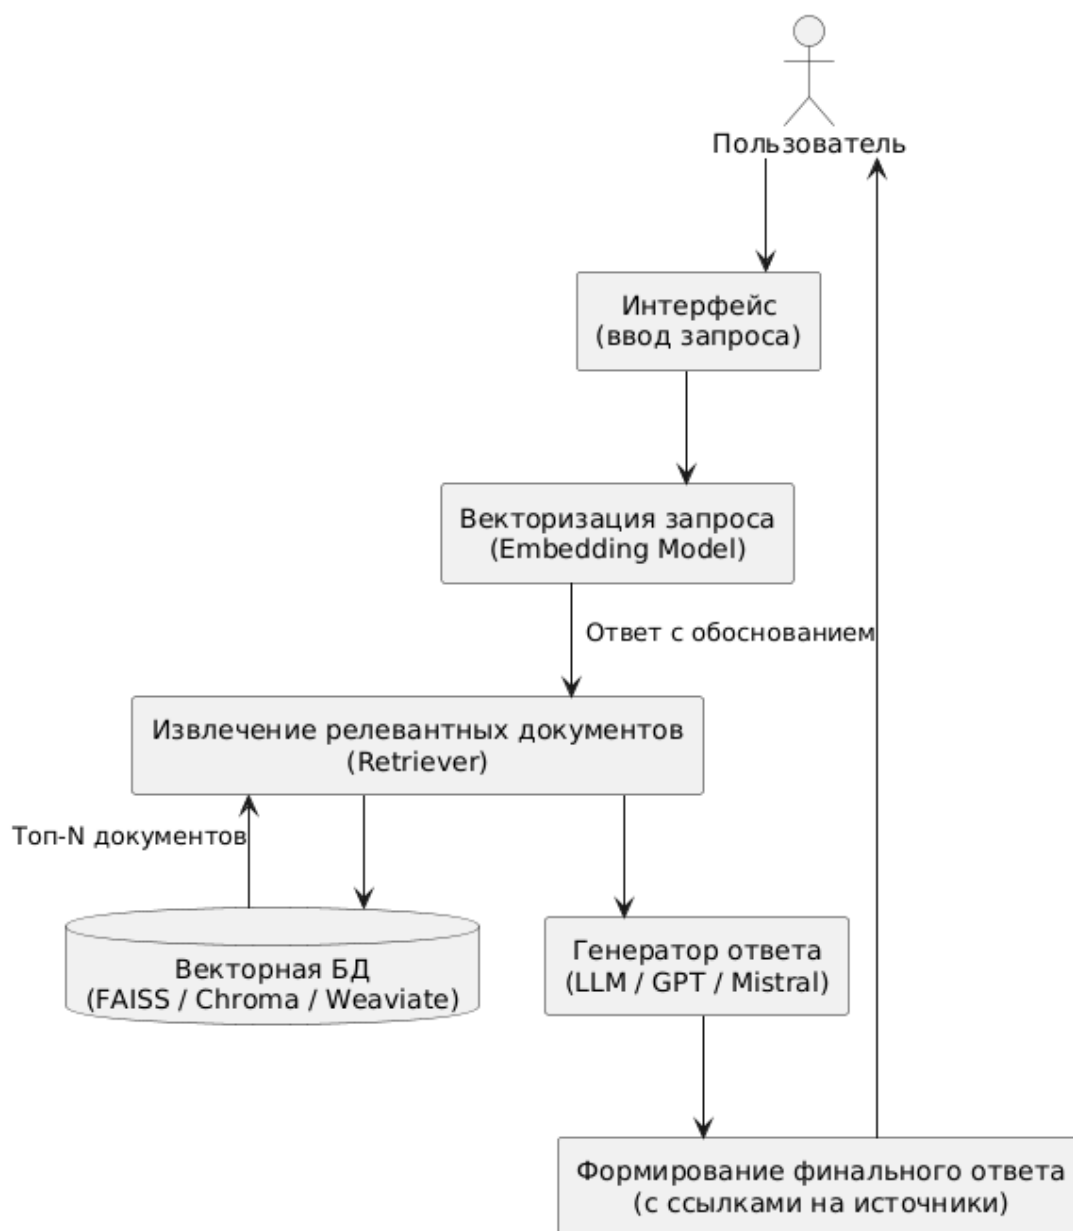 Пользователь
Интерфейс
(ввод запроса)
Векторизация запроса
(Embedding Model)
Ответ с обоснованием
Извлечение релевантных документов
(Retriever)
Топ-N документов
Векторная БД
(FAISS / Chroma / Weaviate)
Генератор ответа
(LLM / GPT / Mistral)
Формирование финального ответа
(с ссылками на источники)